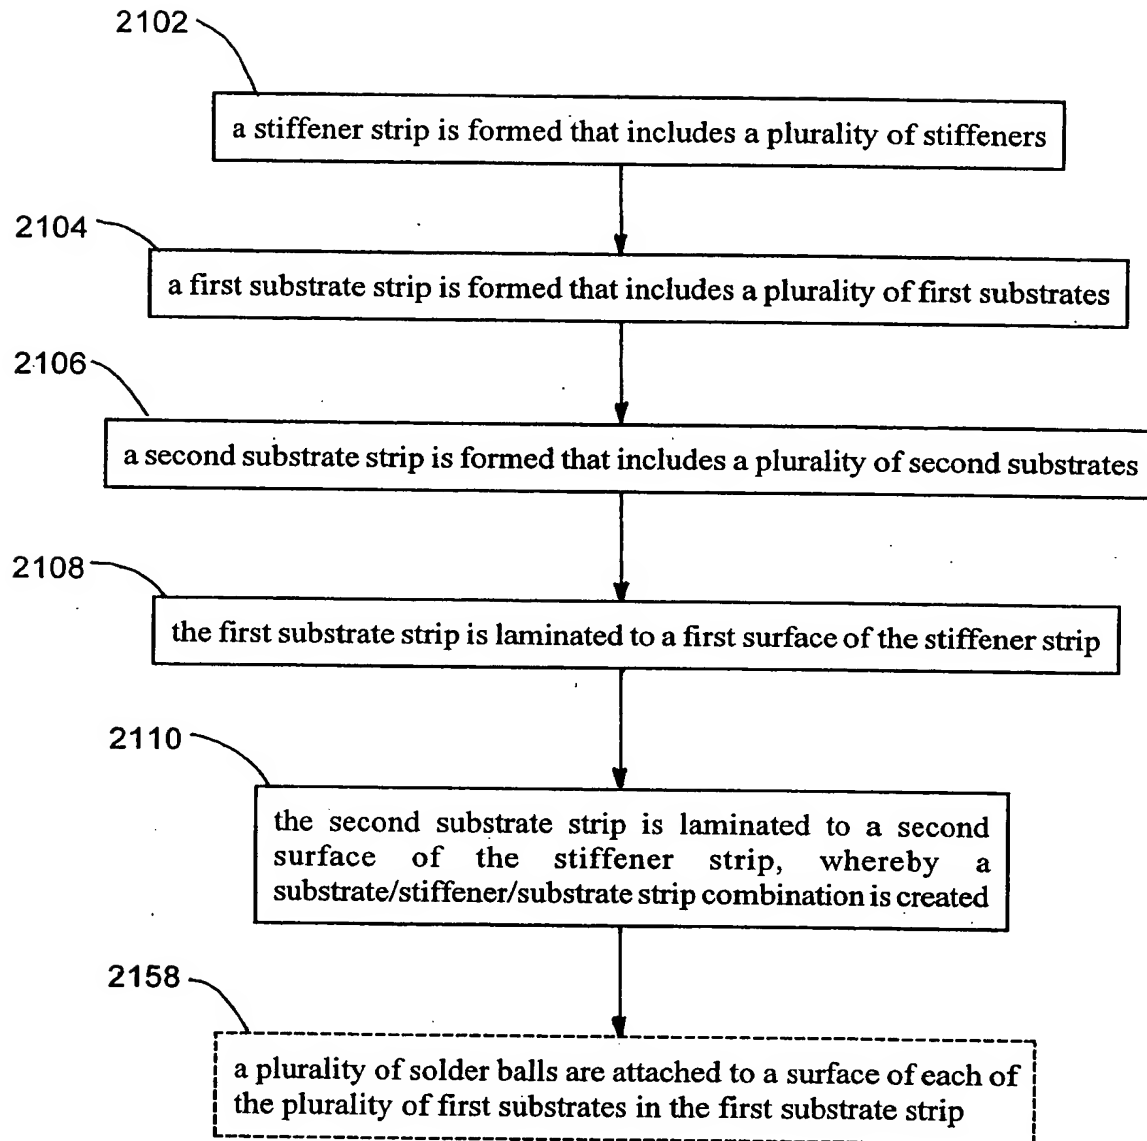 2102
a stiffener strip is formed that includes a plurality of stiffeners
2104
a first substrate strip is formed that includes a plurality of first substrates
2106
a second substrate strip is formed that includes a plurality of second substrates
2108
the first substrate strip is laminated to a first surface of the stiffener strip
2110
the second substrate strip is laminated to a second
surface of the stiffener strip, whereby a
substrate/stiffener/substrate strip combination is created
2158
a plurality of solder balls are attached to a surface of each of
the plurality of first substrates in the first substrate strip